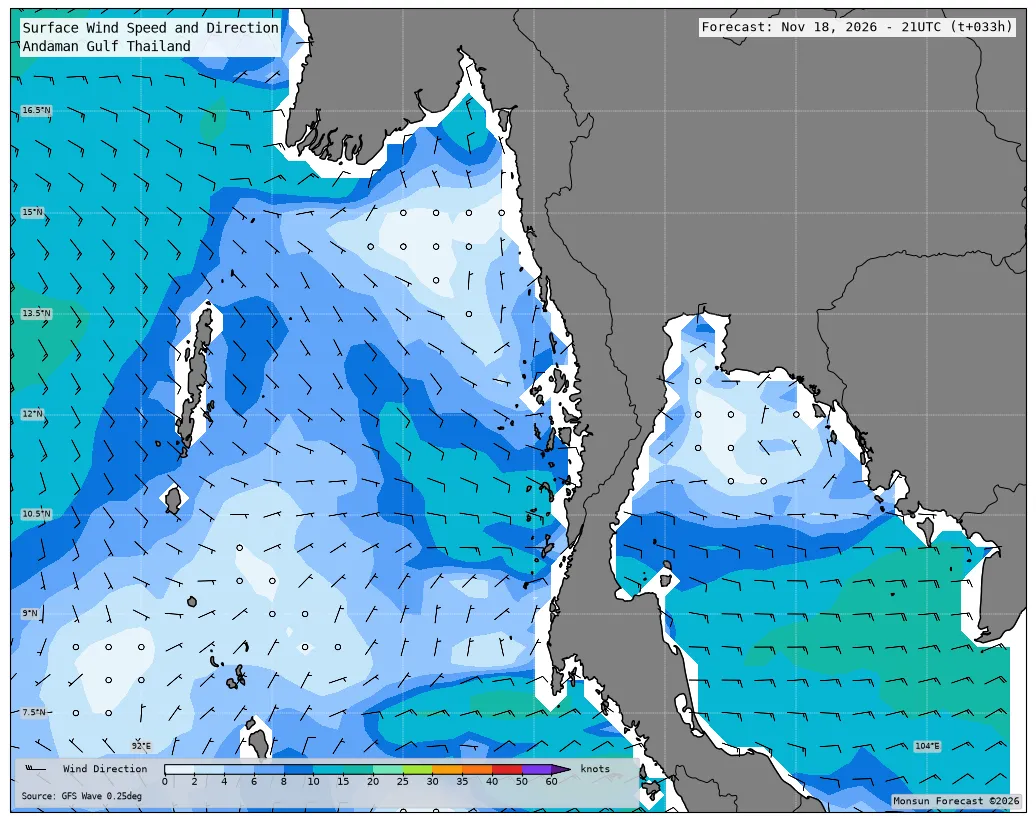 Surface Wind Speed and Direction
Andaman Gulf Thailand
Forecast: Nov 18, 2026 - 21UTC (t+033h)
16.5°N
15°N
13.5°N
12°N
10.5°N
9°N
7.5°N
92°E
104°E
Wind Direction
0 2 4 6 8 10 15 20 25 30 35 40 50 60
knots
Source: GFS Wave 0.25deg
Monsun Forecast ©2026